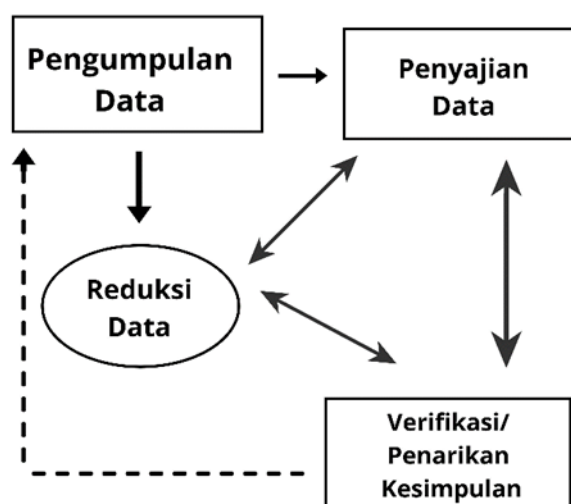 Pengumpulan
Data
Penyajian
Data
Reduksi
Data
Verifikasi/
Penarikan
Kesimpulan